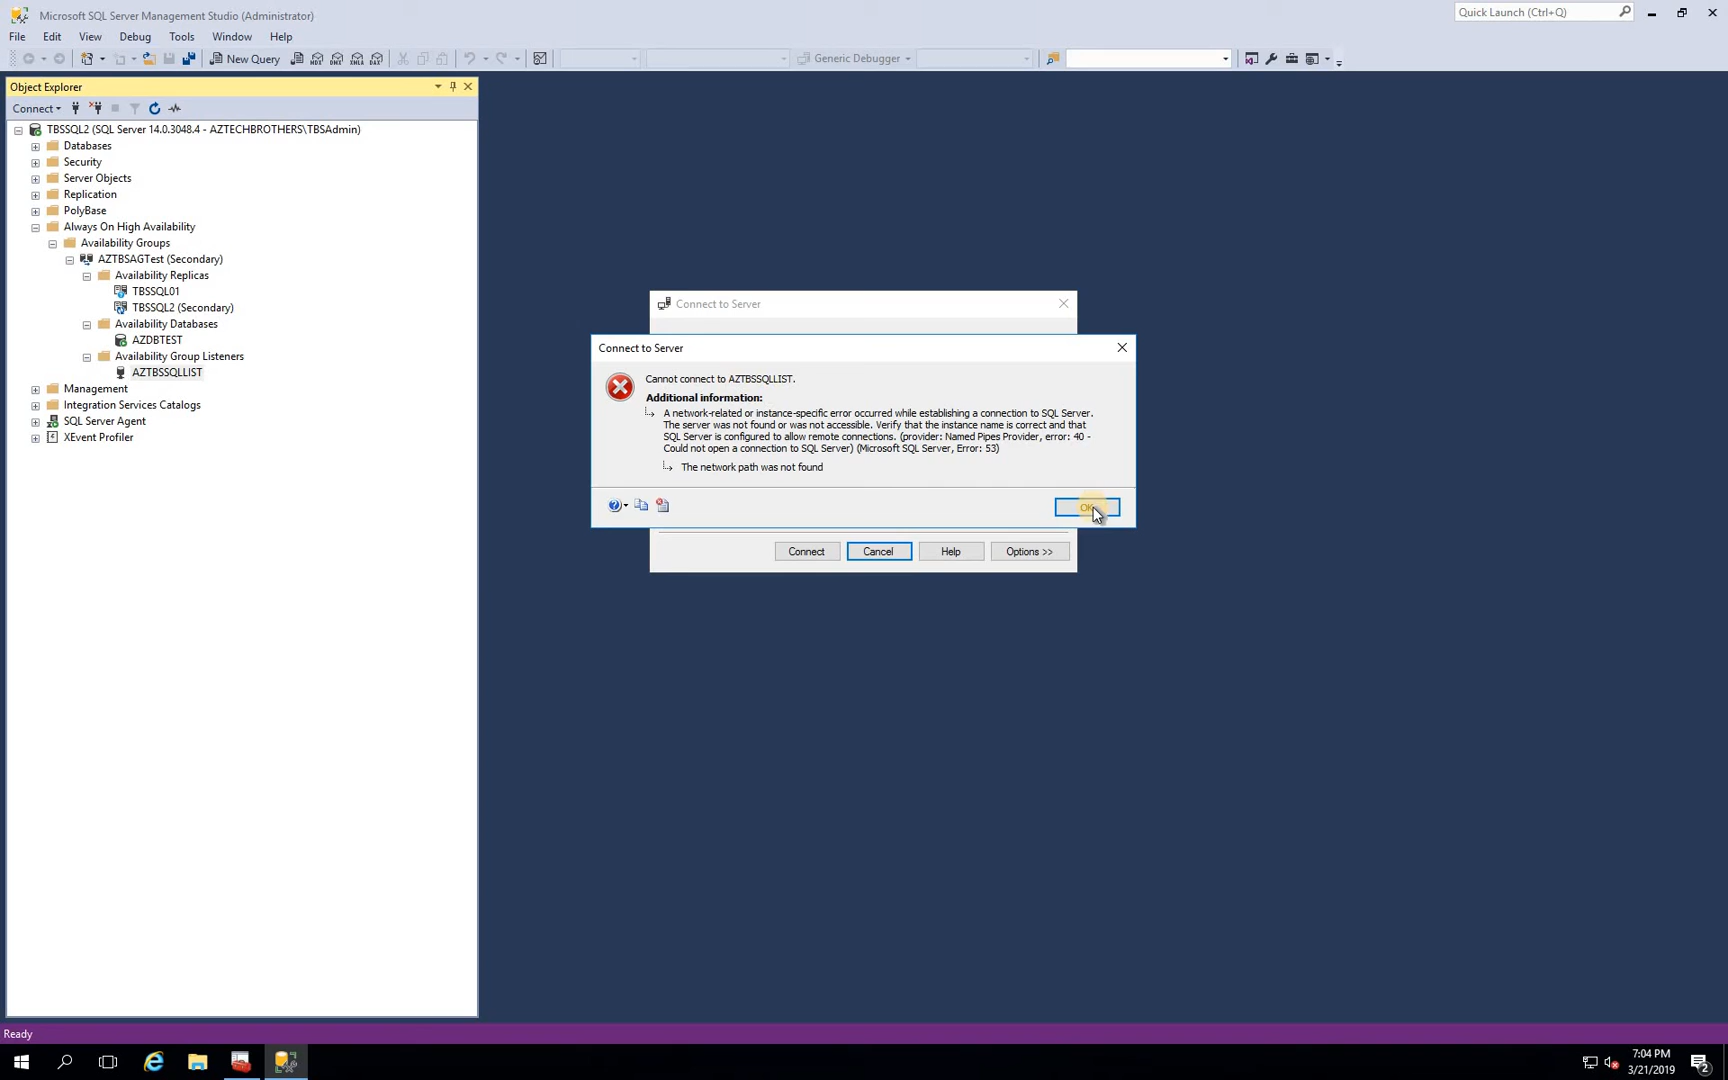 Microsoft SQL Server Management Studio (Administrator)
Quick Launch (Ctrl+Q)
File Edit View Debug Tools Window Help
New Query
Generic Debugger
Object Explorer
Connect
TBSSQL2 (SQL Server 14.0.3048.4 - AZTECHBROTHERS\TBSAdmin)
Databases
Security
Server Objects
Replication
PolyBase
Always On High Availability
Availability Groups
AZTBSAGTest (Secondary)
Availability Replicas
TBSSQL01
TBSSQL2 (Secondary)
Availability Databases
AZDBTEST
Availability Group Listeners
AZTBSSQLLIST
Management
Integration Services Catalogs
SQL Server Agent
XEvent Profiler
Connect to Server
Connect to Server
Cannot connect to AZTBSSQLLIST.
Additional information:
A network-related or instance-specific error occurred while establishing a connection to SQL Server.
The server was not found or was not accessible. Verify that the instance name is correct and that
SQL Server is configured to allow remote connections. (provider: Named Pipes Provider, error: 40 -
Could not open a connection to SQL Server) (Microsoft SQL Server, Error: 53)
The network path was not found
OK
Connect Cancel Help Options >>
Ready
7:04 PM
3/21/2019
2